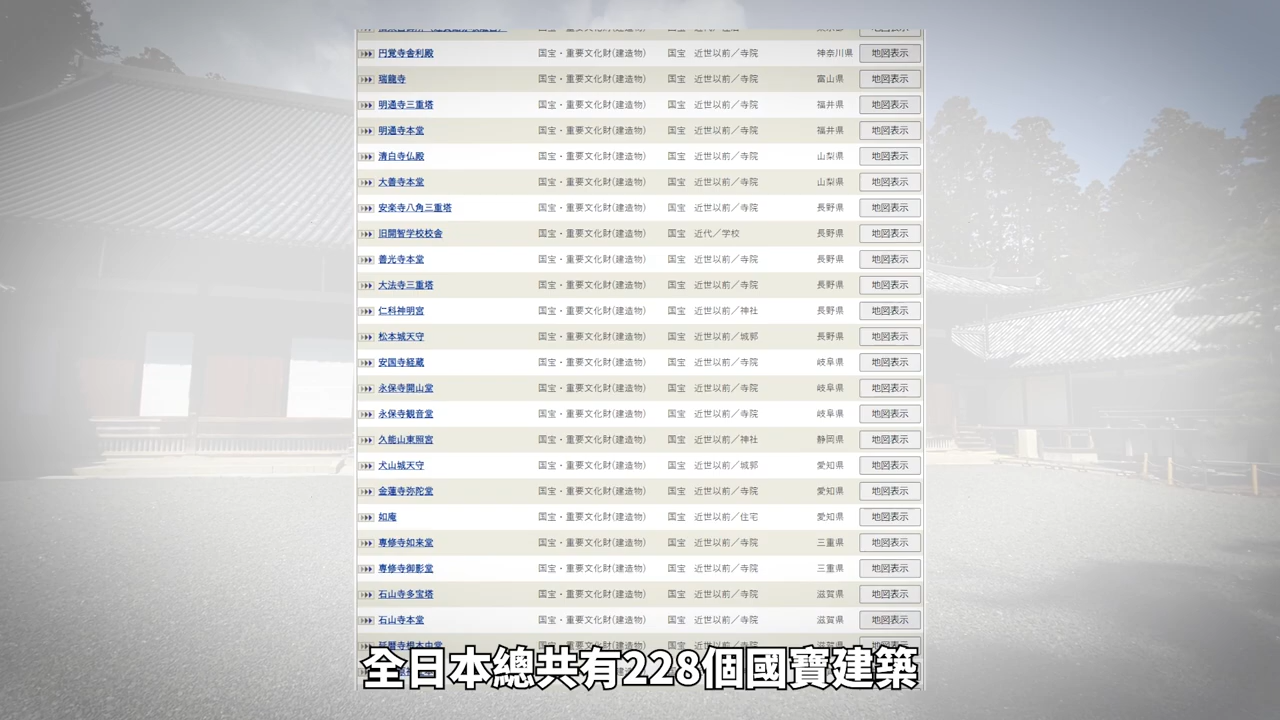 円覚寺舎利殿 国宝・重要文化財(建造物) 国宝 近世以前／寺院 神奈川県 地図表示
瑞龍寺 国宝・重要文化財(建造物) 国宝 近世以前／寺院 富山県 地図表示
明通寺三重塔 国宝・重要文化財(建造物) 国宝 近世以前／寺院 福井県 地図表示
明通寺本堂 国宝・重要文化財(建造物) 国宝 近世以前／寺院 福井県 地図表示
清白寺仏殿 国宝・重要文化財(建造物) 国宝 近世以前／寺院 山梨県 地図表示
大善寺本堂 国宝・重要文化財(建造物) 国宝 近世以前／寺院 山梨県 地図表示
安楽寺八角三重塔 国宝・重要文化財(建造物) 国宝 近世以前／寺院 長野県 地図表示
旧開智学校校舎 国宝・重要文化財(建造物) 国宝 近代／学校 長野県 地図表示
善光寺本堂 国宝・重要文化財(建造物) 国宝 近世以前／寺院 長野県 地図表示
大法寺三重塔 国宝・重要文化財(建造物) 国宝 近世以前／寺院 長野県 地図表示
仁科神明宮 国宝・重要文化財(建造物) 国宝 近世以前／神社 長野県 地図表示
松本城天守 国宝・重要文化財(建造物) 国宝 近世以前／城郭 長野県 地図表示
安国寺経蔵 国宝・重要文化財(建造物) 国宝 近世以前／寺院 岐阜県 地図表示
永保寺開山堂 国宝・重要文化財(建造物) 国宝 近世以前／寺院 岐阜県 地図表示
永保寺観音堂 国宝・重要文化財(建造物) 国宝 近世以前／寺院 岐阜県 地図表示
久能山東照宮 国宝・重要文化財(建造物) 国宝 近世以前／神社 静岡県 地図表示
犬山城天守 国宝・重要文化財(建造物) 国宝 近世以前／城郭 愛知県 地図表示
金蓮寺弥陀堂 国宝・重要文化財(建造物) 国宝 近世以前／寺院 愛知県 地図表示
如庵 国宝・重要文化財(建造物) 国宝 近世以前／住宅 愛知県 地図表示
専修寺如来堂 国宝・重要文化財(建造物) 国宝 近世以前／寺院 三重県 地図表示
専修寺御影堂 国宝・重要文化財(建造物) 国宝 近世以前／寺院 三重県 地図表示
石山寺多宝塔 国宝・重要文化財(建造物) 国宝 近世以前／寺院 滋賀県 地図表示
石山寺本堂 国宝・重要文化財(建造物) 国宝 近世以前／寺院 滋賀県 地図表示
延暦寺根本中堂 国宝・重要文化財(建造物) 国宝 近世以前／寺院 滋賀県 地図表示
全日本總共有228個國寶建築